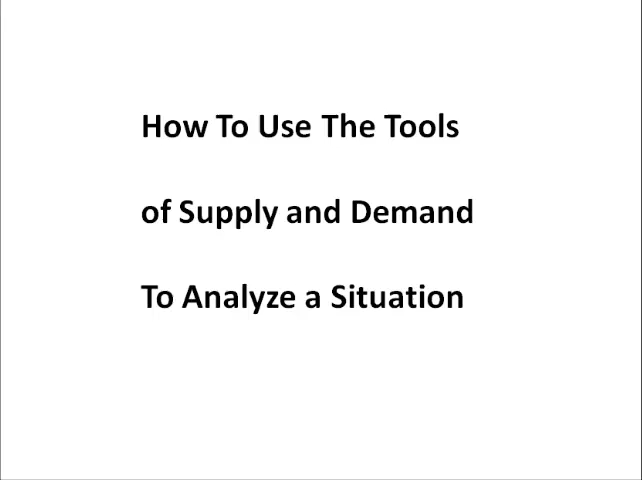 How To Use The Tools
of Supply and Demand
To Analyze a Situation